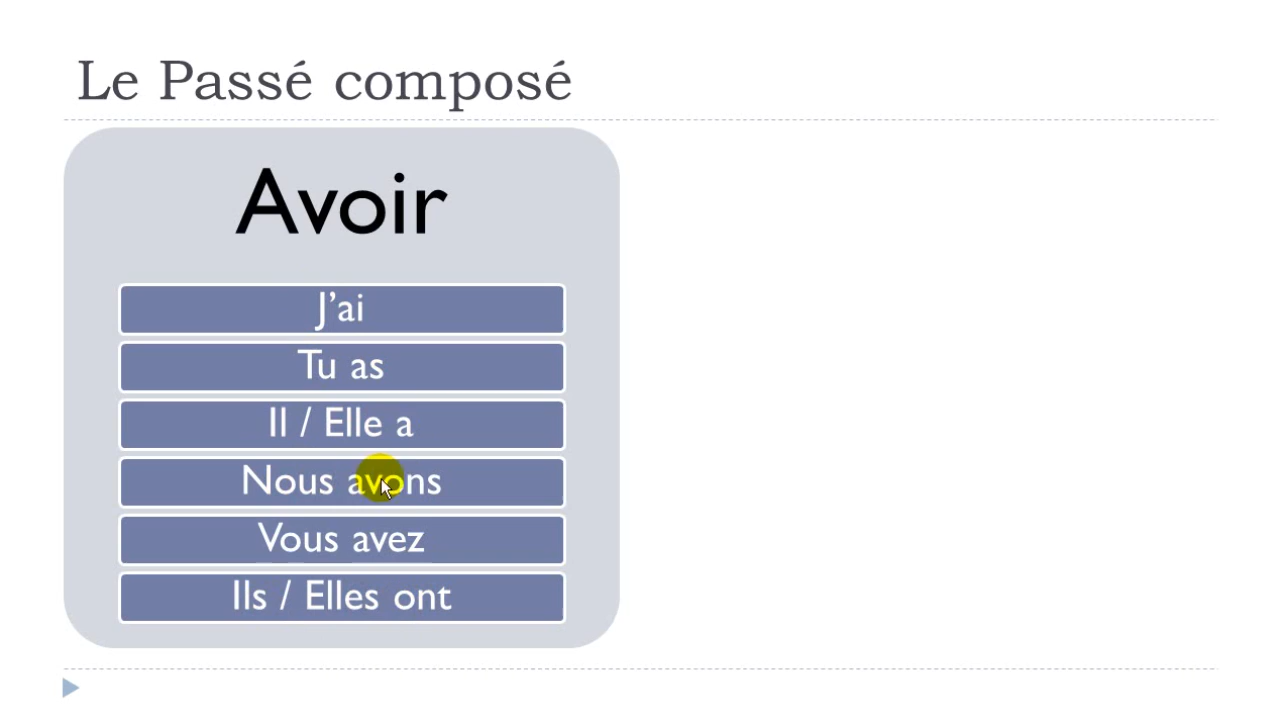 Le Passé composé
Avoir
J’ai
Tu as
Il / Elle a
Nous avons
Vous avez
Ils / Elles ont